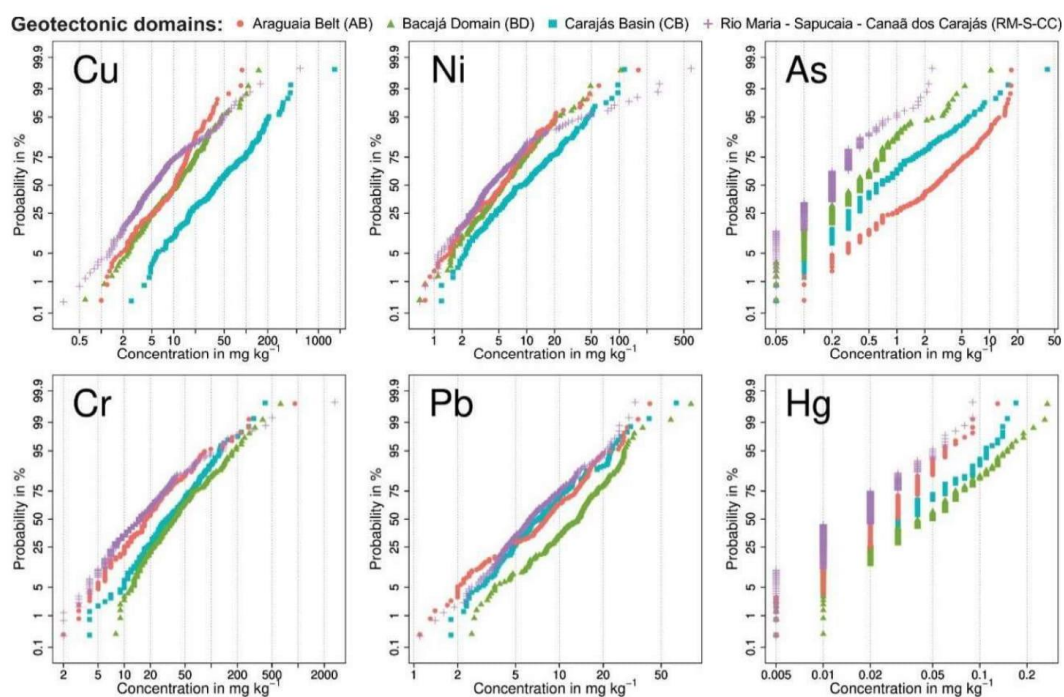 Geotectonic domains: Araguaia Belt (AB) Bacajá Domain (BD) Carajás Basin (CB) Rio Maria - Sapucaia - Canaã dos Carajás (RM-S-CC)
Cu
Probability in %
99.9
99
95
75
50
25
5
1
0.1
0.5 1 2 5 10 20 50 200 1000
Concentration in mg kg⁻¹
Ni
Probability in %
99.9
99
95
75
50
25
5
1
0.1
1 2 5 10 20 50 100 500
Concentration in mg kg⁻¹
As
Probability in %
99.9
99
95
75
50
25
5
1
0.1
0.05 0.2 0.5 1 2 5 10 20 50
Concentration in mg kg⁻¹
Cr
Probability in %
99.9
99
95
75
50
25
5
1
0.1
2 5 10 20 50 200 500 2000
Concentration in mg kg⁻¹
Pb
Probability in %
99.9
99
95
75
50
25
5
1
0.1
1 2 5 10 20 50
Concentration in mg kg⁻¹
Hg
Probability in %
99.9
99
95
75
50
25
5
1
0.1
0.005 0.01 0.02 0.05 0.1 0.2
Concentration in mg kg⁻¹